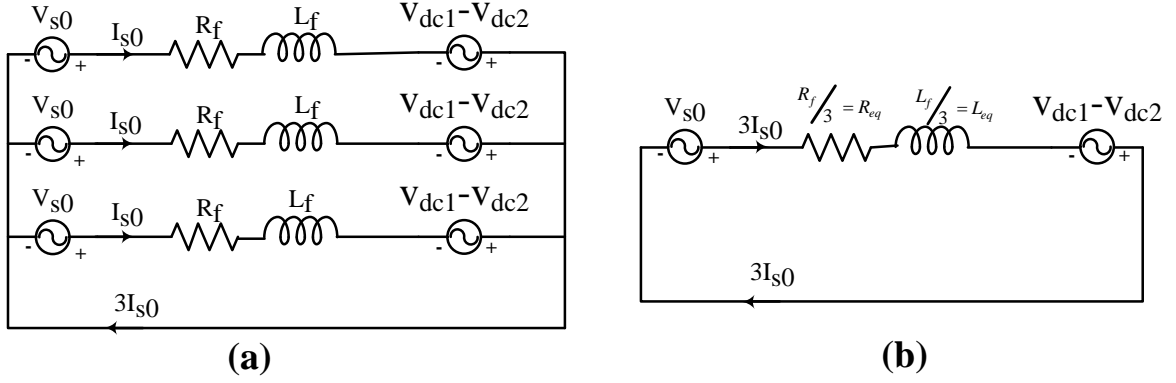 Vs0 Is0 Rf Lf Vdc1-Vdc2
- + - +
Vs0 Is0 Rf Lf Vdc1-Vdc2
- + - +
Vs0 Is0 Rf Lf Vdc1-Vdc2
- + - +
3Is0
(a)
Rf/3 = Req Lf/3 = Leq
Vs0 3Is0 Vdc1-Vdc2
- + - +
3Is0
(b)